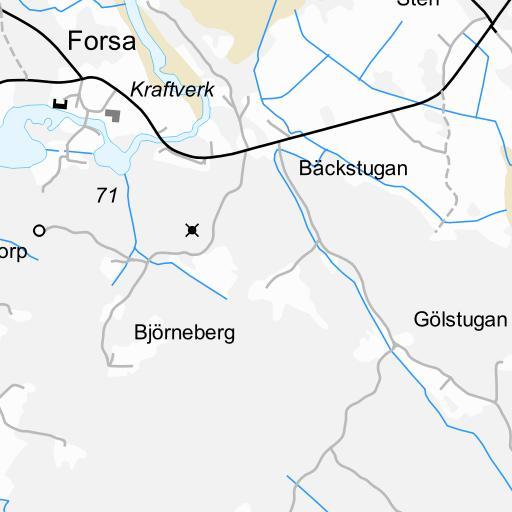 Sten
Forsa
Kraftverk
Bäckstugan
71
orp
Gölstugan
Björneberg